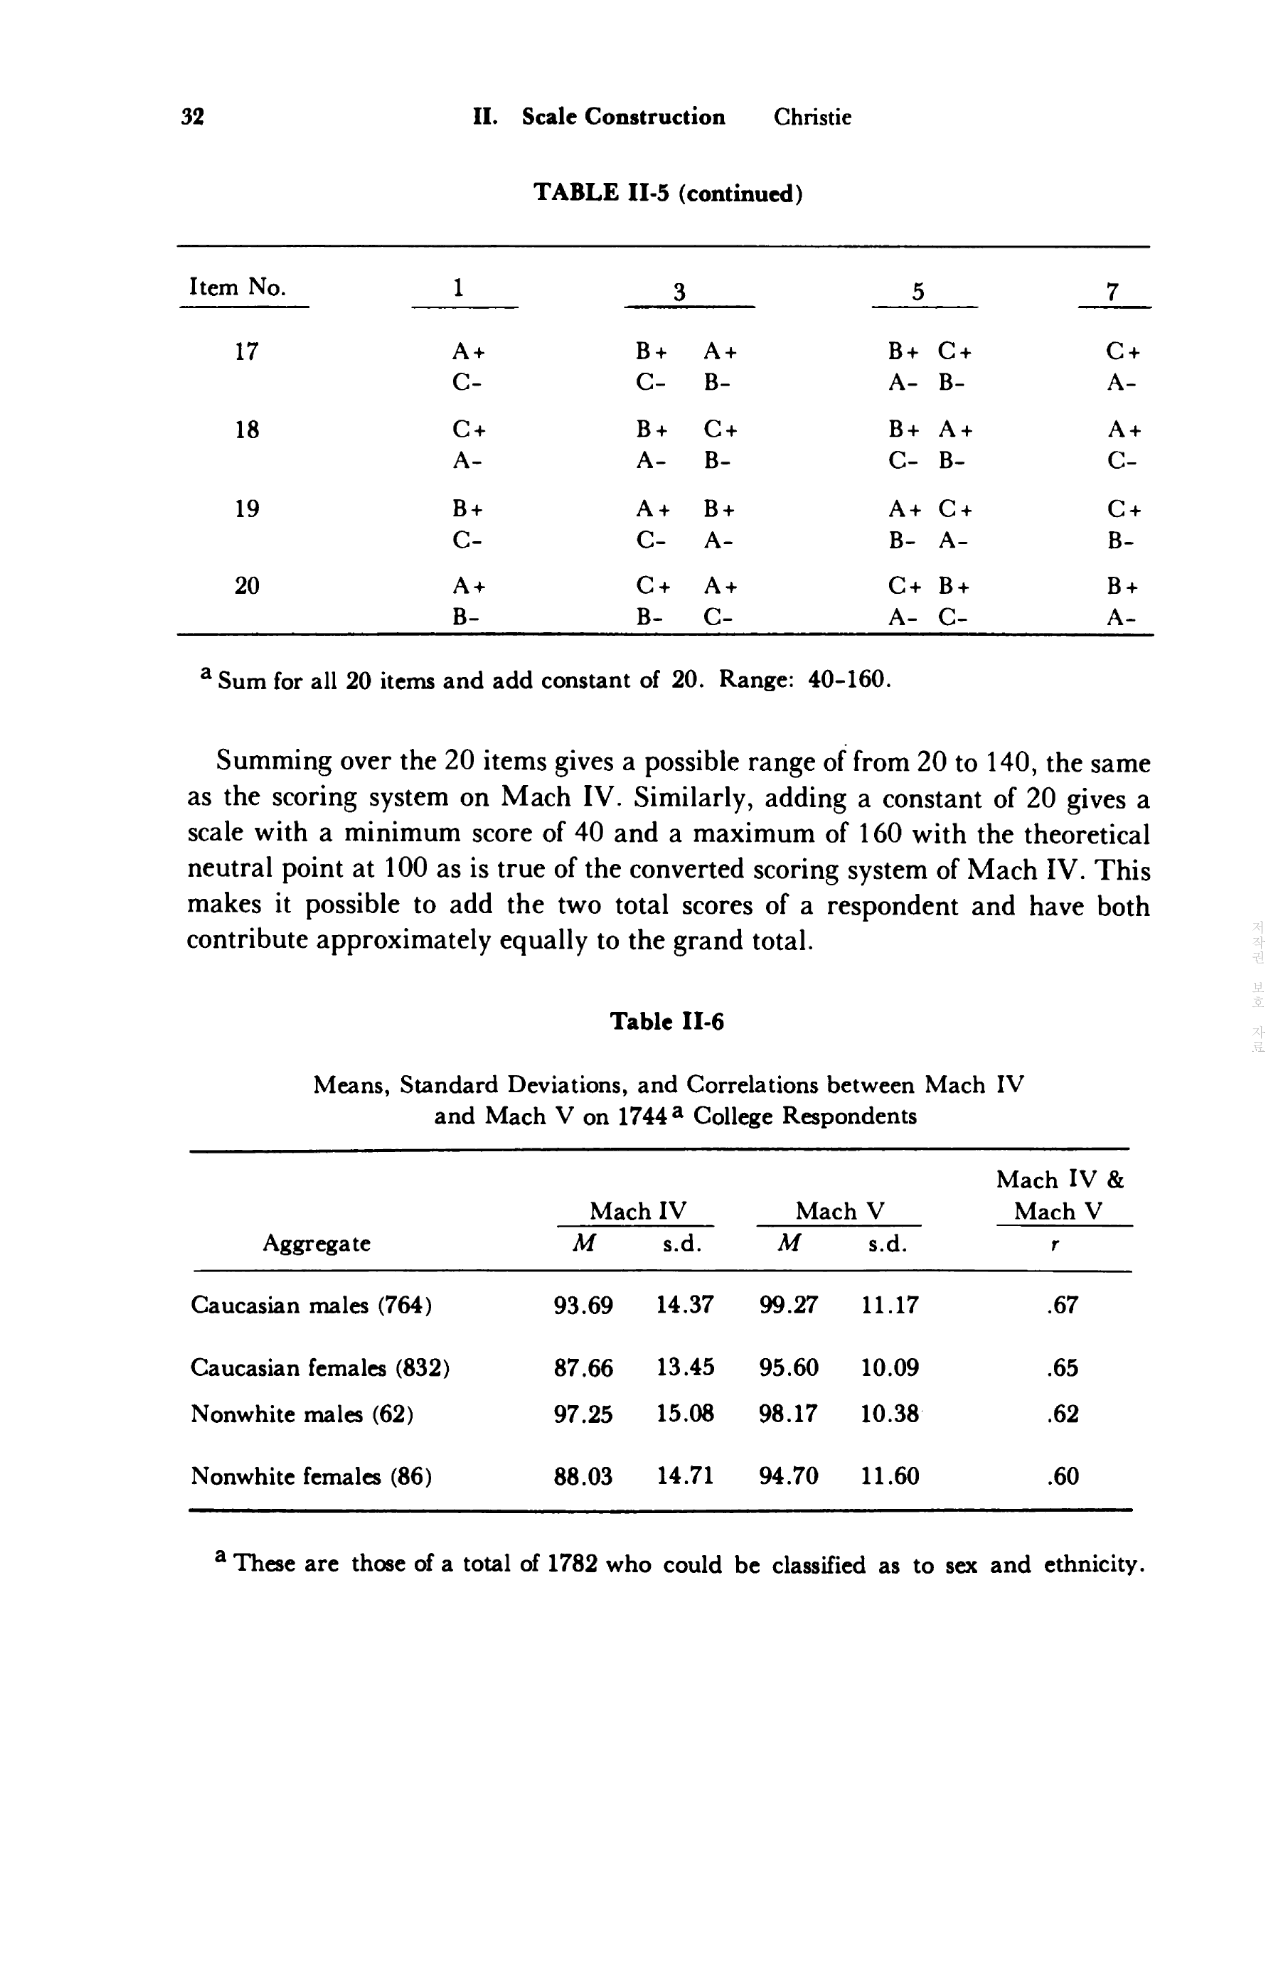 32 II. Scale Construction Christie
TABLE II-5 (continued)
Item No. 1 3 5 7
17 A+ B+ A+ B+ C+ C+
C- C- B- A- B- A-
18 C+ B+ C+ B+ A+ A+
A- A- B- C- B- C-
19 B+ A+ B+ A+ C+ C+
C- C- A- B- A- B-
20 A+ C+ A+ C+ B+ B+
B- B- C- A- C- A-
a Sum for all 20 items and add constant of 20. Range: 40-160.
Summing over the 20 items gives a possible range of from 20 to 140, the same
as the scoring system on Mach IV. Similarly, adding a constant of 20 gives a
scale with a minimum score of 40 and a maximum of 160 with the theoretical
neutral point at 100 as is true of the converted scoring system of Mach IV. This
makes it possible to add the two total scores of a respondent and have both
contribute approximately equally to the grand total.
Table II-6
Means, Standard Deviations, and Correlations between Mach IV
and Mach V on 1744 a College Respondents
Mach IV &
Mach IV Mach V Mach V
Aggregate M s.d. M s.d. r
Caucasian males (764) 93.69 14.37 99.27 11.17 .67
Caucasian females (832) 87.66 13.45 95.60 10.09 .65
Nonwhite males (62) 97.25 15.08 98.17 10.38 .62
Nonwhite females (86) 88.03 14.71 94.70 11.60 .60
a These are those of a total of 1782 who could be classified as to sex and ethnicity.
저작권 보호 자료